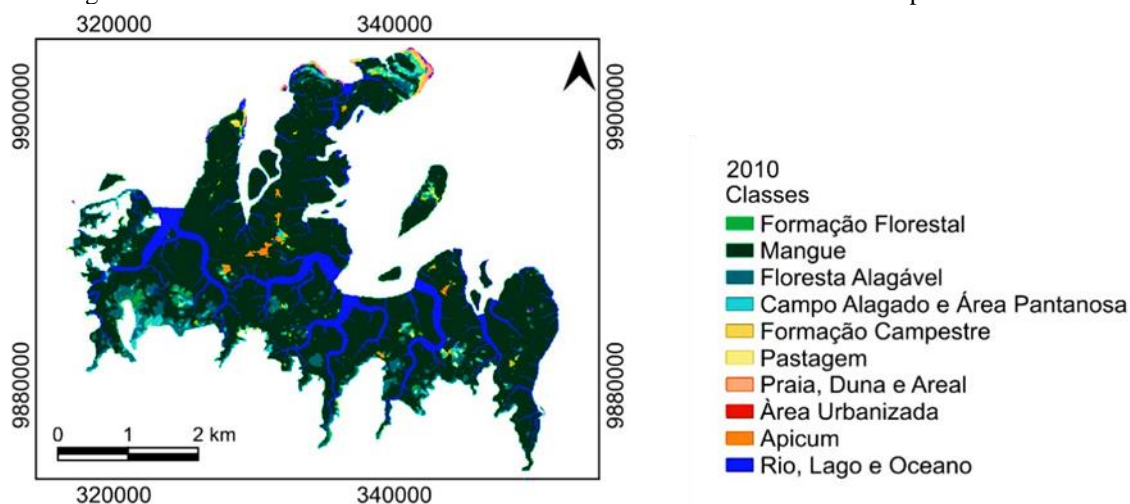 320000 340000
9900000 9900000
9880000 9880000
0 1 2 km
320000 340000
2010
Classes
Formação Florestal
Mangue
Floresta Alagável
Campo Alagado e Área Pantanosa
Formação Campestre
Pastagem
Praia, Duna e Areal
Àrea Urbanizada
Apicum
Rio, Lago e Oceano